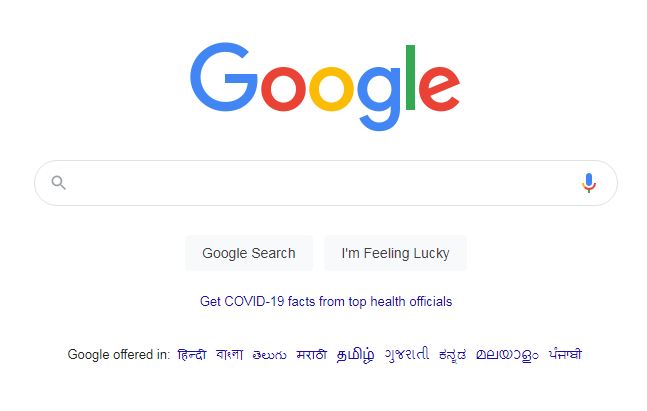 Google
Google Search I'm Feeling Lucky
Get COVID-19 facts from top health officials
Google offered in: हिन्दी বাংলা తెలుగు मराठी தமிழ் ગુજરાતી ಕನ್ನಡ മലയാളം ਪੰਜਾਬੀ